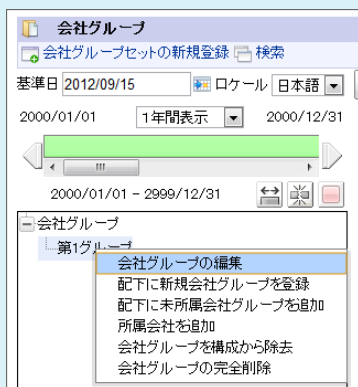 会社グループ
会社グループセットの新規登録 検索
基準日 2012/09/15 ロケール 日本語
2000/01/01 1年間表示 2000/12/31
2000/01/01 - 2999/12/31
会社グループ
第1グループ
会社グループの編集
配下に新規会社グループを登録
配下に未所属会社グループを追加
所属会社を追加
会社グループを構成から除去
会社グループの完全削除